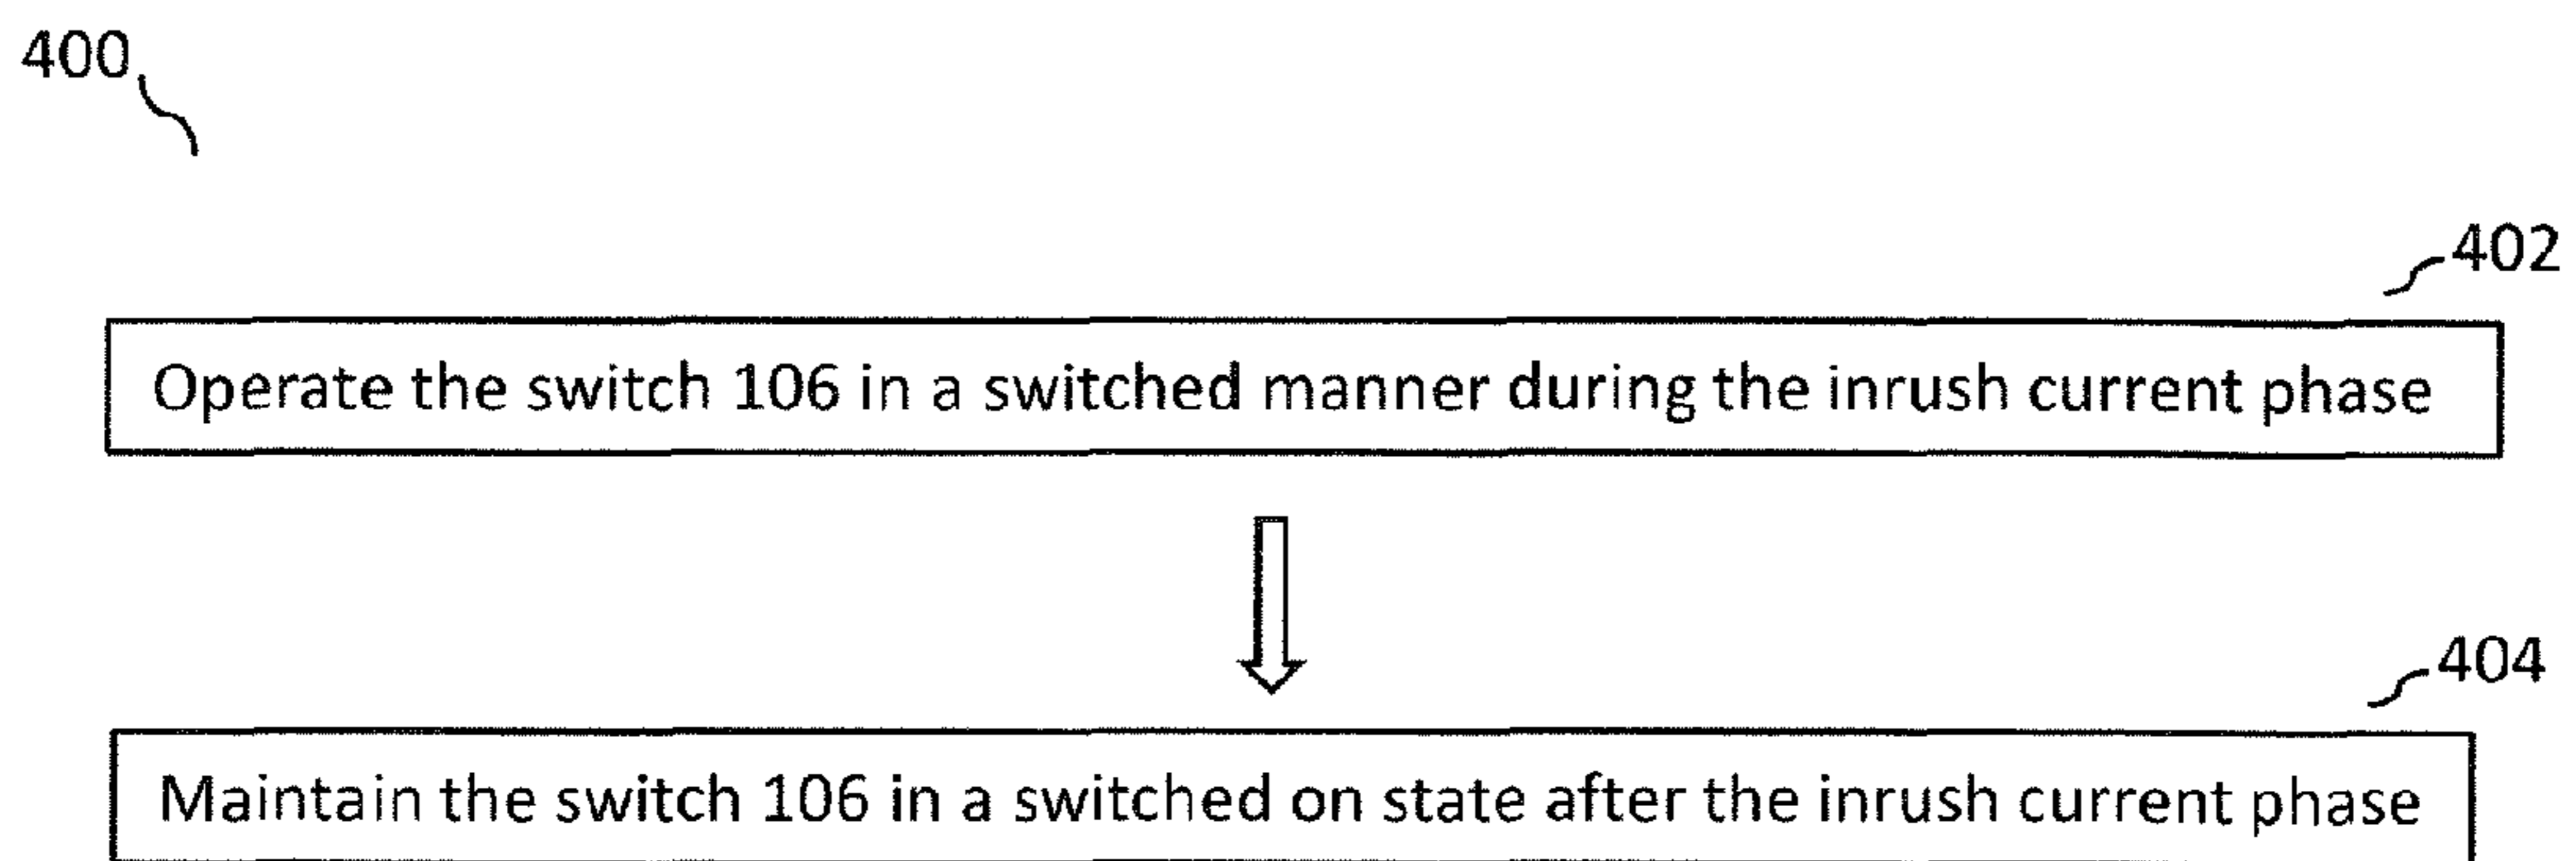 400
402
Operate the switch 106 in a switched manner during the inrush current phase
404
Maintain the switch 106 in a switched on state after the inrush current phase